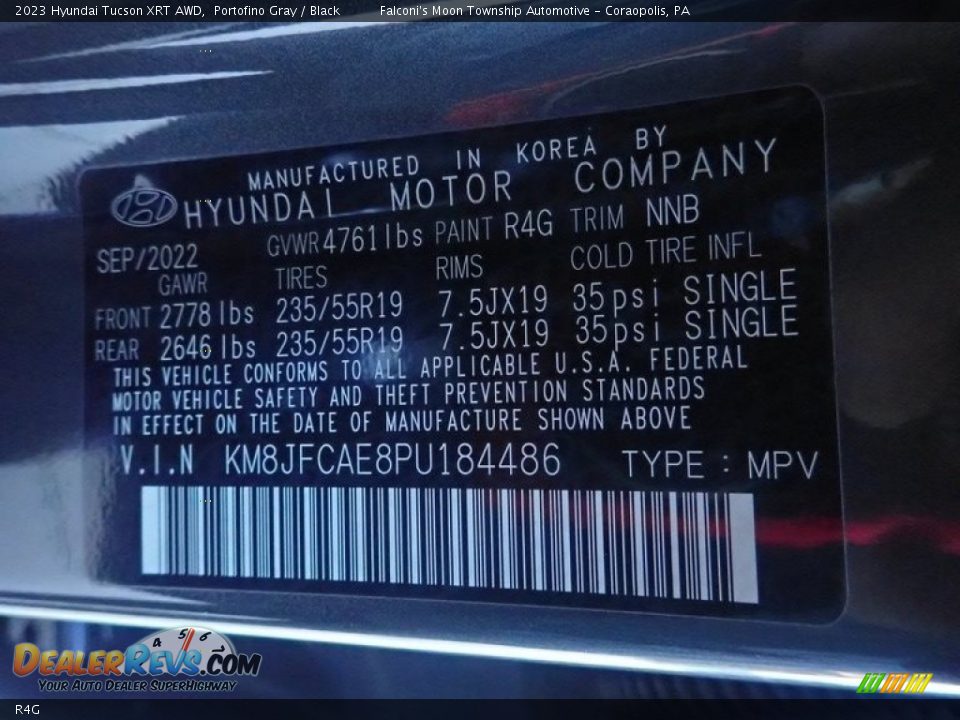 2023 Hyundai Tucson XRT AWD, Portofino Gray / Black Falconi's Moon Township Automotive - Coraopolis, PA
MANUFACTURED IN KOREA BY
HYUNDAI MOTOR COMPANY
SEP/2022 GVWR 4761 lbs PAINT R4G TRIM NNB
GAWR TIRES RIMS COLD TIRE INFL
FRONT 2778 lbs 235/55R19 7.5JX19 35psi SINGLE
REAR 2646 lbs 235/55R19 7.5JX19 35psi SINGLE
THIS VEHICLE CONFORMS TO ALL APPLICABLE U.S.A. FEDERAL
MOTOR VEHICLE SAFETY AND THEFT PREVENTION STANDARDS
IN EFFECT ON THE DATE OF MANUFACTURE SHOWN ABOVE
V.I.N KM8JFCAE8PU184486 TYPE : MPV
4 5 6
DEALERREVS.COM
YOUR AUTO DEALER SUPERHIGHWAY
R4G